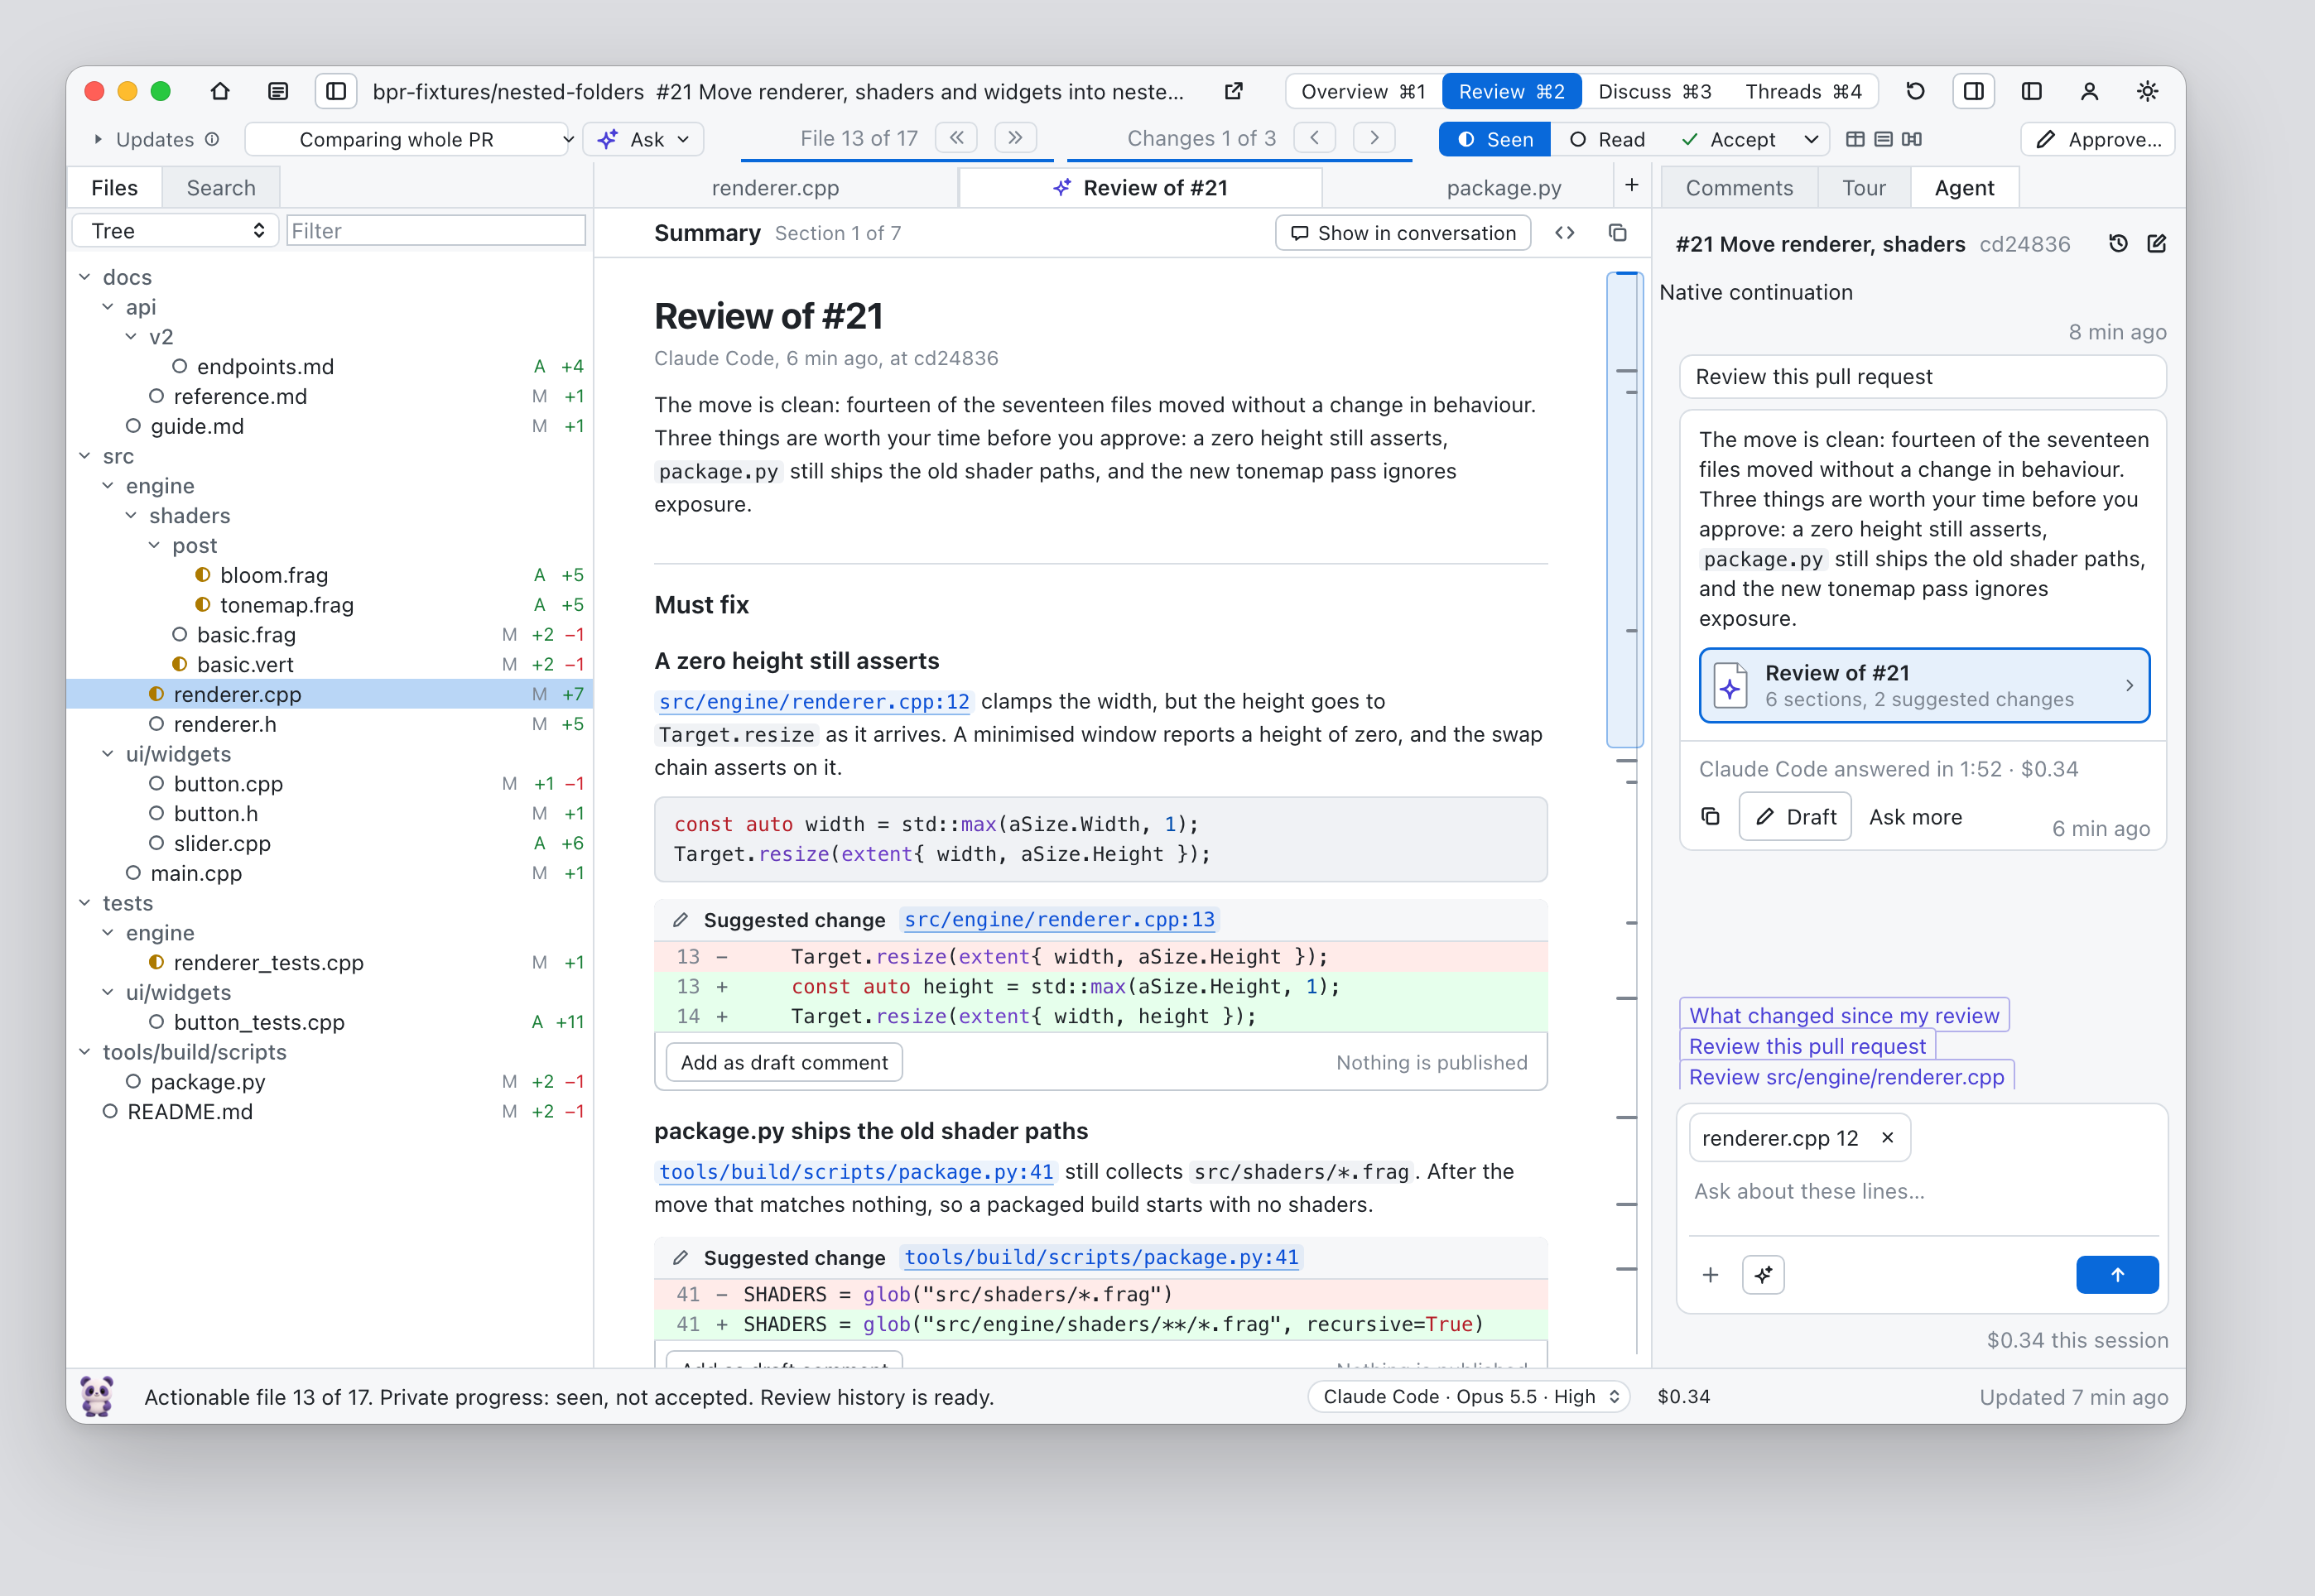 bpr-fixtures/nested-folders #21 Move renderer, shaders and widgets into neste...
Overview ⌘1
Review ⌘2
Discuss ⌘3
Threads ⌘4
Updates
Comparing whole PR
Ask
File 13 of 17
Changes 1 of 3
Seen
Read
Accept
Approve...
Files
Search
Tree
Filter
docs
api
v2
endpoints.md A +4
reference.md M +1
guide.md M +1
src
engine
shaders
post
bloom.frag A +5
tonemap.frag A +5
basic.frag M +2 −1
basic.vert M +2 −1
renderer.cpp M +7
renderer.h M +5
ui/widgets
button.cpp M +1 −1
button.h M +1
slider.cpp A +6
main.cpp M +1
tests
engine
renderer_tests.cpp M +1
ui/widgets
button_tests.cpp A +11
tools/build/scripts
package.py M +2 −1
README.md M +2 −1
renderer.cpp
Review of #21
package.py
+
Summary Section 1 of 7
Show in conversation
Review of #21
Claude Code, 6 min ago, at cd24836
The move is clean: fourteen of the seventeen files moved without a change in behaviour.
Three things are worth your time before you approve: a zero height still asserts,
package.py still ships the old shader paths, and the new tonemap pass ignores
exposure.
Must fix
A zero height still asserts
src/engine/renderer.cpp:12 clamps the width, but the height goes to
Target.resize as it arrives. A minimised window reports a height of zero, and the swap
chain asserts on it.
const auto width = std::max(aSize.Width, 1);
Target.resize(extent{ width, aSize.Height });
Suggested change src/engine/renderer.cpp:13
13 − Target.resize(extent{ width, aSize.Height });
13 + const auto height = std::max(aSize.Height, 1);
14 + Target.resize(extent{ width, height });
Add as draft comment
Nothing is published
package.py ships the old shader paths
tools/build/scripts/package.py:41 still collects src/shaders/*.frag. After the
move that matches nothing, so a packaged build starts with no shaders.
Suggested change tools/build/scripts/package.py:41
41 − SHADERS = glob("src/shaders/*.frag")
41 + SHADERS = glob("src/engine/shaders/**/*.frag", recursive=True)
Add as draft comment
Nothing is published
Comments
Tour
Agent
#21 Move renderer, shaders cd24836
Native continuation
8 min ago
Review this pull request
The move is clean: fourteen of the seventeen
files moved without a change in behaviour.
Three things are worth your time before you
approve: a zero height still asserts,
package.py still ships the old shader paths,
and the new tonemap pass ignores
exposure.
Review of #21
6 sections, 2 suggested changes
Claude Code answered in 1:52 · $0.34
Draft
Ask more
6 min ago
What changed since my review
Review this pull request
Review src/engine/renderer.cpp
renderer.cpp 12 ×
Ask about these lines...
$0.34 this session
Actionable file 13 of 17. Private progress: seen, not accepted. Review history is ready.
Claude Code · Opus 5.5 · High
$0.34
Updated 7 min ago